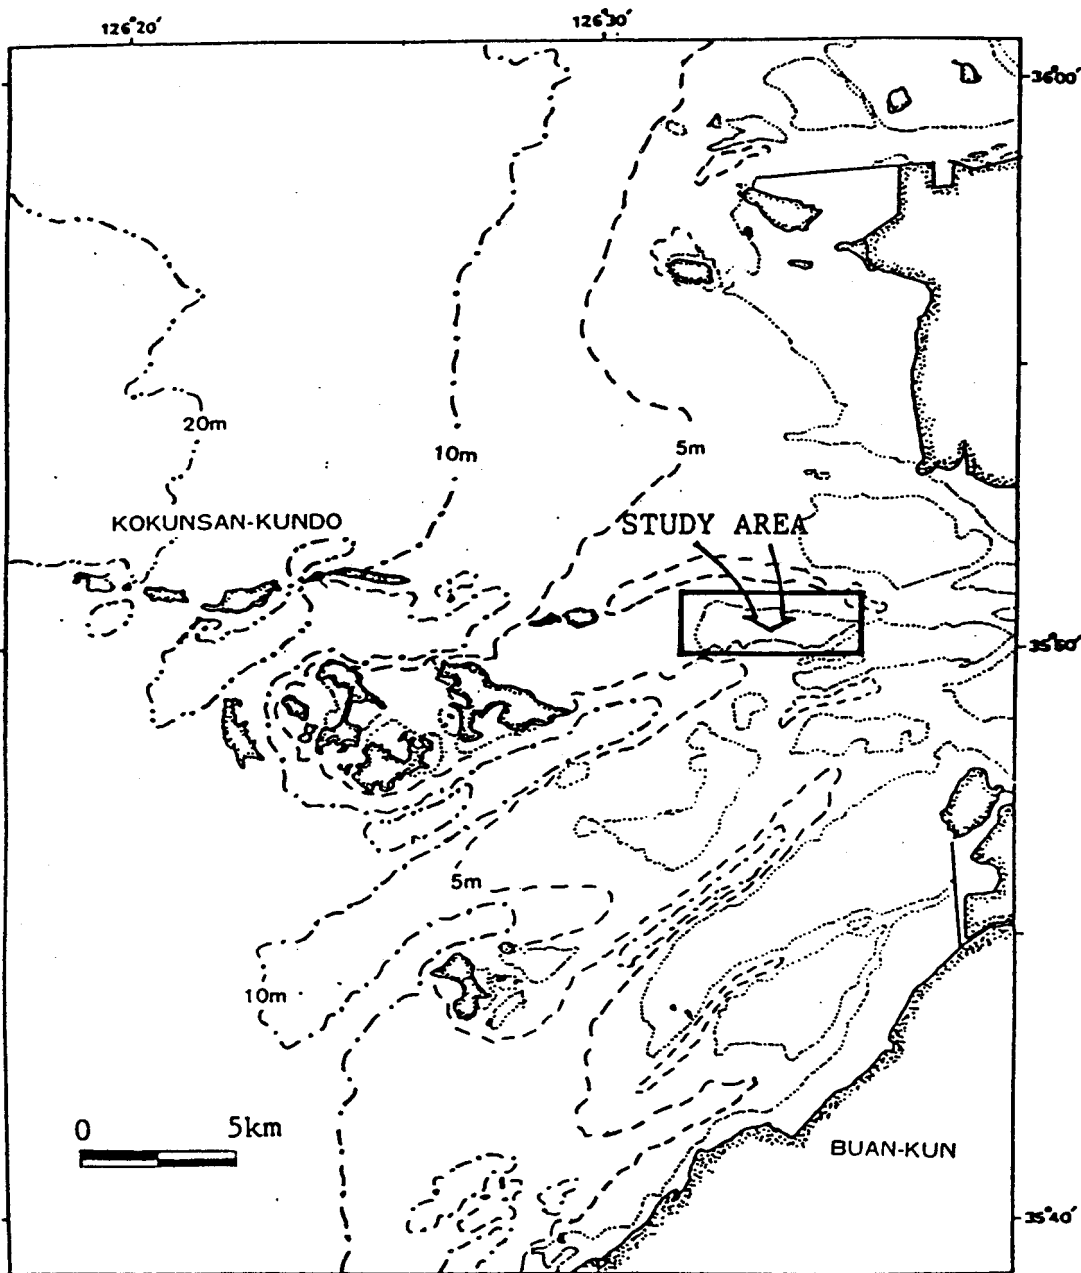 126°20'
126°30'
36°00'
20m
10m
5m
KOKUNSAN-KUNDO
STUDY AREA
35°50'
5m
10m
0 5km
BUAN-KUN
35°40'